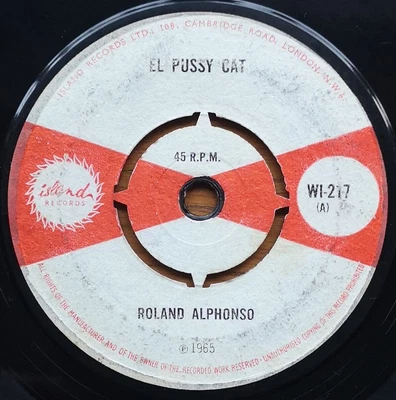 ISLAND RECORDS LTD., 108, CAMBRIDGE ROAD, LONDON, N.W.6
EL PUSSY CAT
45 R.P.M.
island
RECORDS
WI-217
(A)
ROLAND ALPHONSO
℗ 1965
ALL RIGHTS OF THE MANUFACTURER AND OF THE OWNER OF THE RECORDED WORK RESERVED - UNAUTHORISED COPYING OF THIS RECORD PROHIBITED